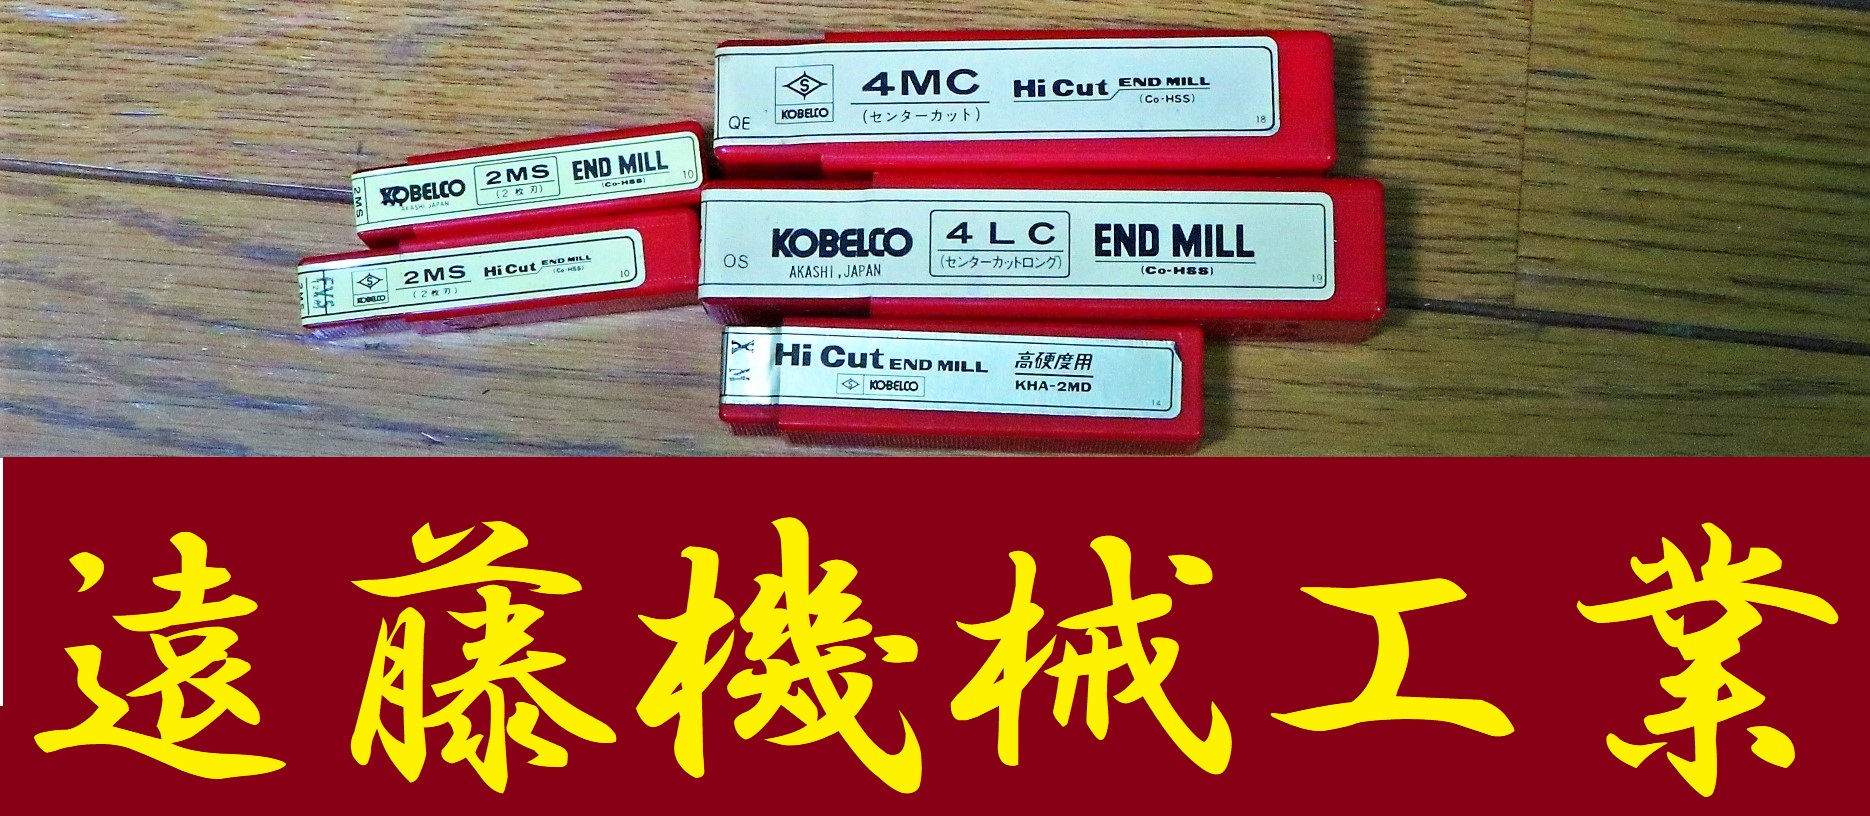 S
KOBELCO
QE
4MC
(センターカット)
Hi Cut END MILL
(Co-HSS)
18
2MS
KOBELCO
AKASHI JAPAN
2MS
(2枚刃)
END MILL
(Co-HSS)
10
S
KOBELCO
2MS
(2枚刃)
Hi Cut END MILL
(Co-HSS)
10
OS
KOBELCO
AKASHI, JAPAN
4LC
(センターカットロング)
END MILL
(Co-HSS)
19
Hi Cut END MILL
S KOBELCO
高硬度用
KHA-2MD
14
遠藤機械工業